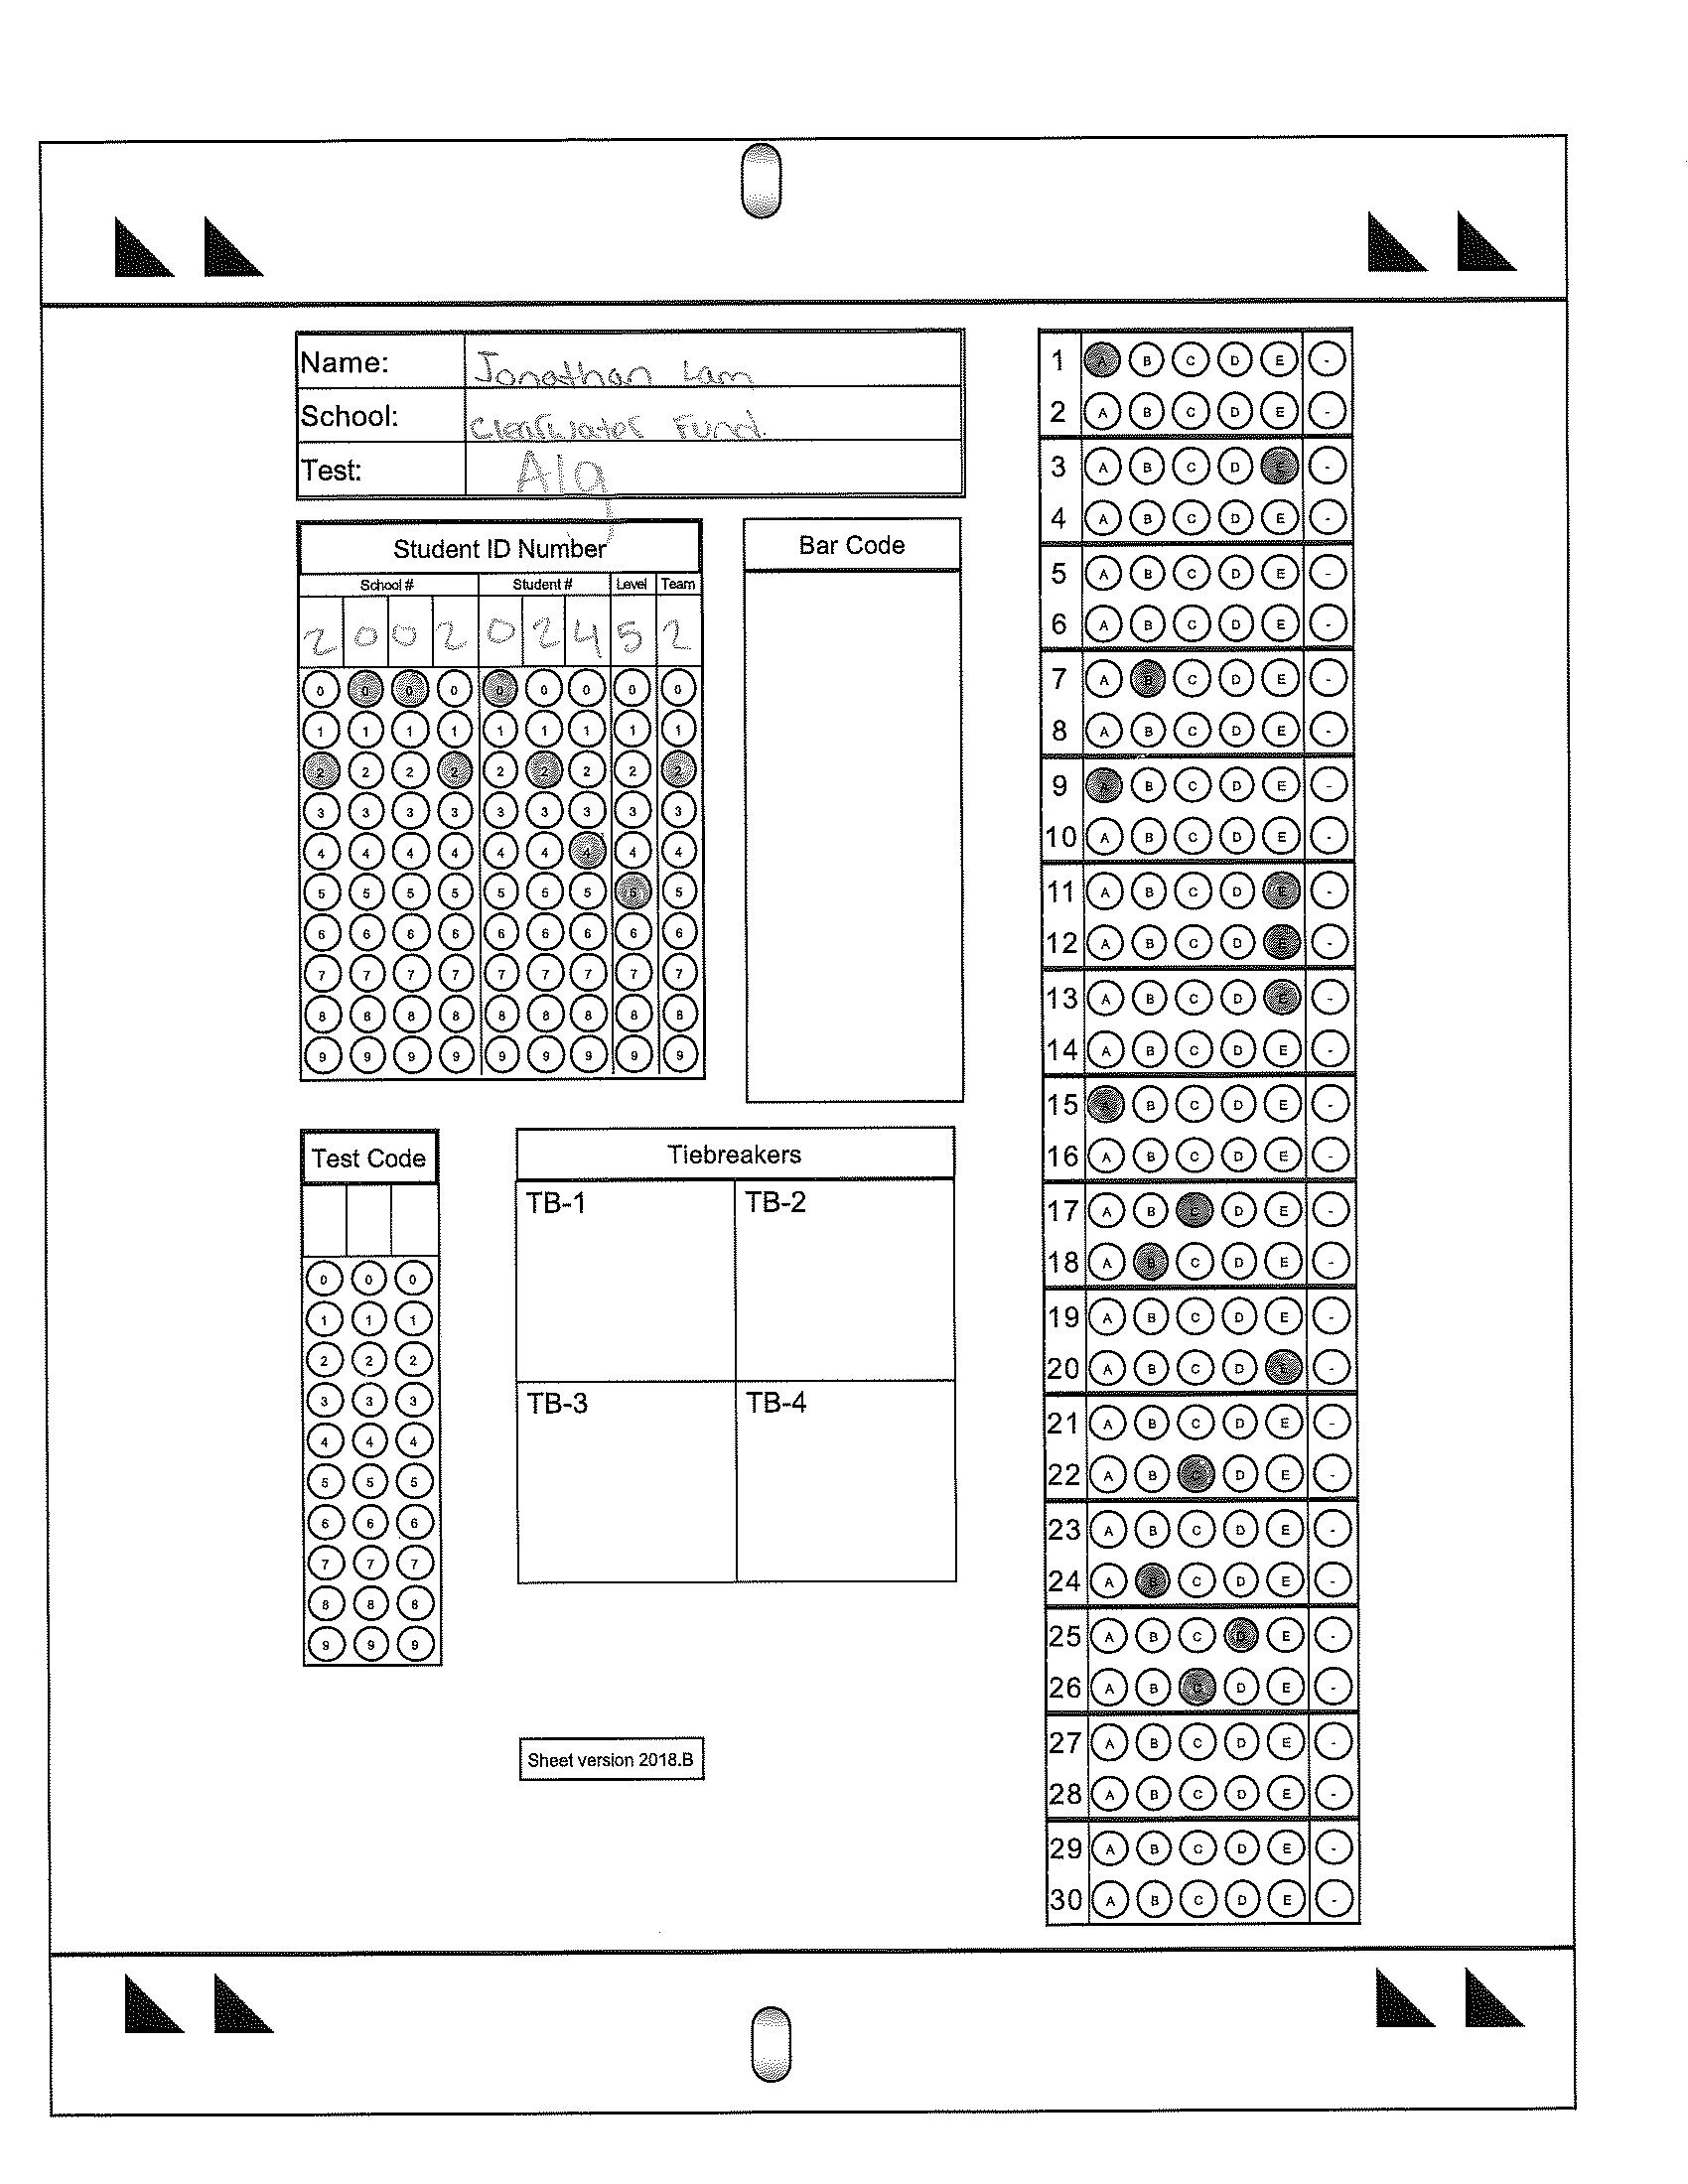 Name: Jonathan Lam
School: Clearwater Fund.
Test: Alg
Student ID Number
School # Student # Level Team
2 0 0 2 0 2 4 5 2
0 0 0 0 0 0 0 0 0
1 1 1 1 1 1 1 1 1
2 2 2 2 2 2 2 2 2
3 3 3 3 3 3 3 3 3
4 4 4 4 4 4 4 4 4
5 5 5 5 5 5 5 5 5
6 6 6 6 6 6 6 6 6
7 7 7 7 7 7 7 7 7
8 8 8 8 8 8 8 8 8
9 9 9 9 9 9 9 9 9
Bar Code
Test Code
0 0 0
1 1 1
2 2 2
3 3 3
4 4 4
5 5 5
6 6 6
7 7 7
8 8 8
9 9 9
Tiebreakers
TB-1 TB-2
TB-3 TB-4
Sheet version 2018.B
1 A B C D E -
2 A B C D E -
3 A B C D E -
4 A B C D E -
5 A B C D E -
6 A B C D E -
7 A B C D E -
8 A B C D E -
9 A B C D E -
10 A B C D E -
11 A B C D E -
12 A B C D E -
13 A B C D E -
14 A B C D E -
15 A B C D E -
16 A B C D E -
17 A B C D E -
18 A B C D E -
19 A B C D E -
20 A B C D E -
21 A B C D E -
22 A B C D E -
23 A B C D E -
24 A B C D E -
25 A B C D E -
26 A B C D E -
27 A B C D E -
28 A B C D E -
29 A B C D E -
30 A B C D E -